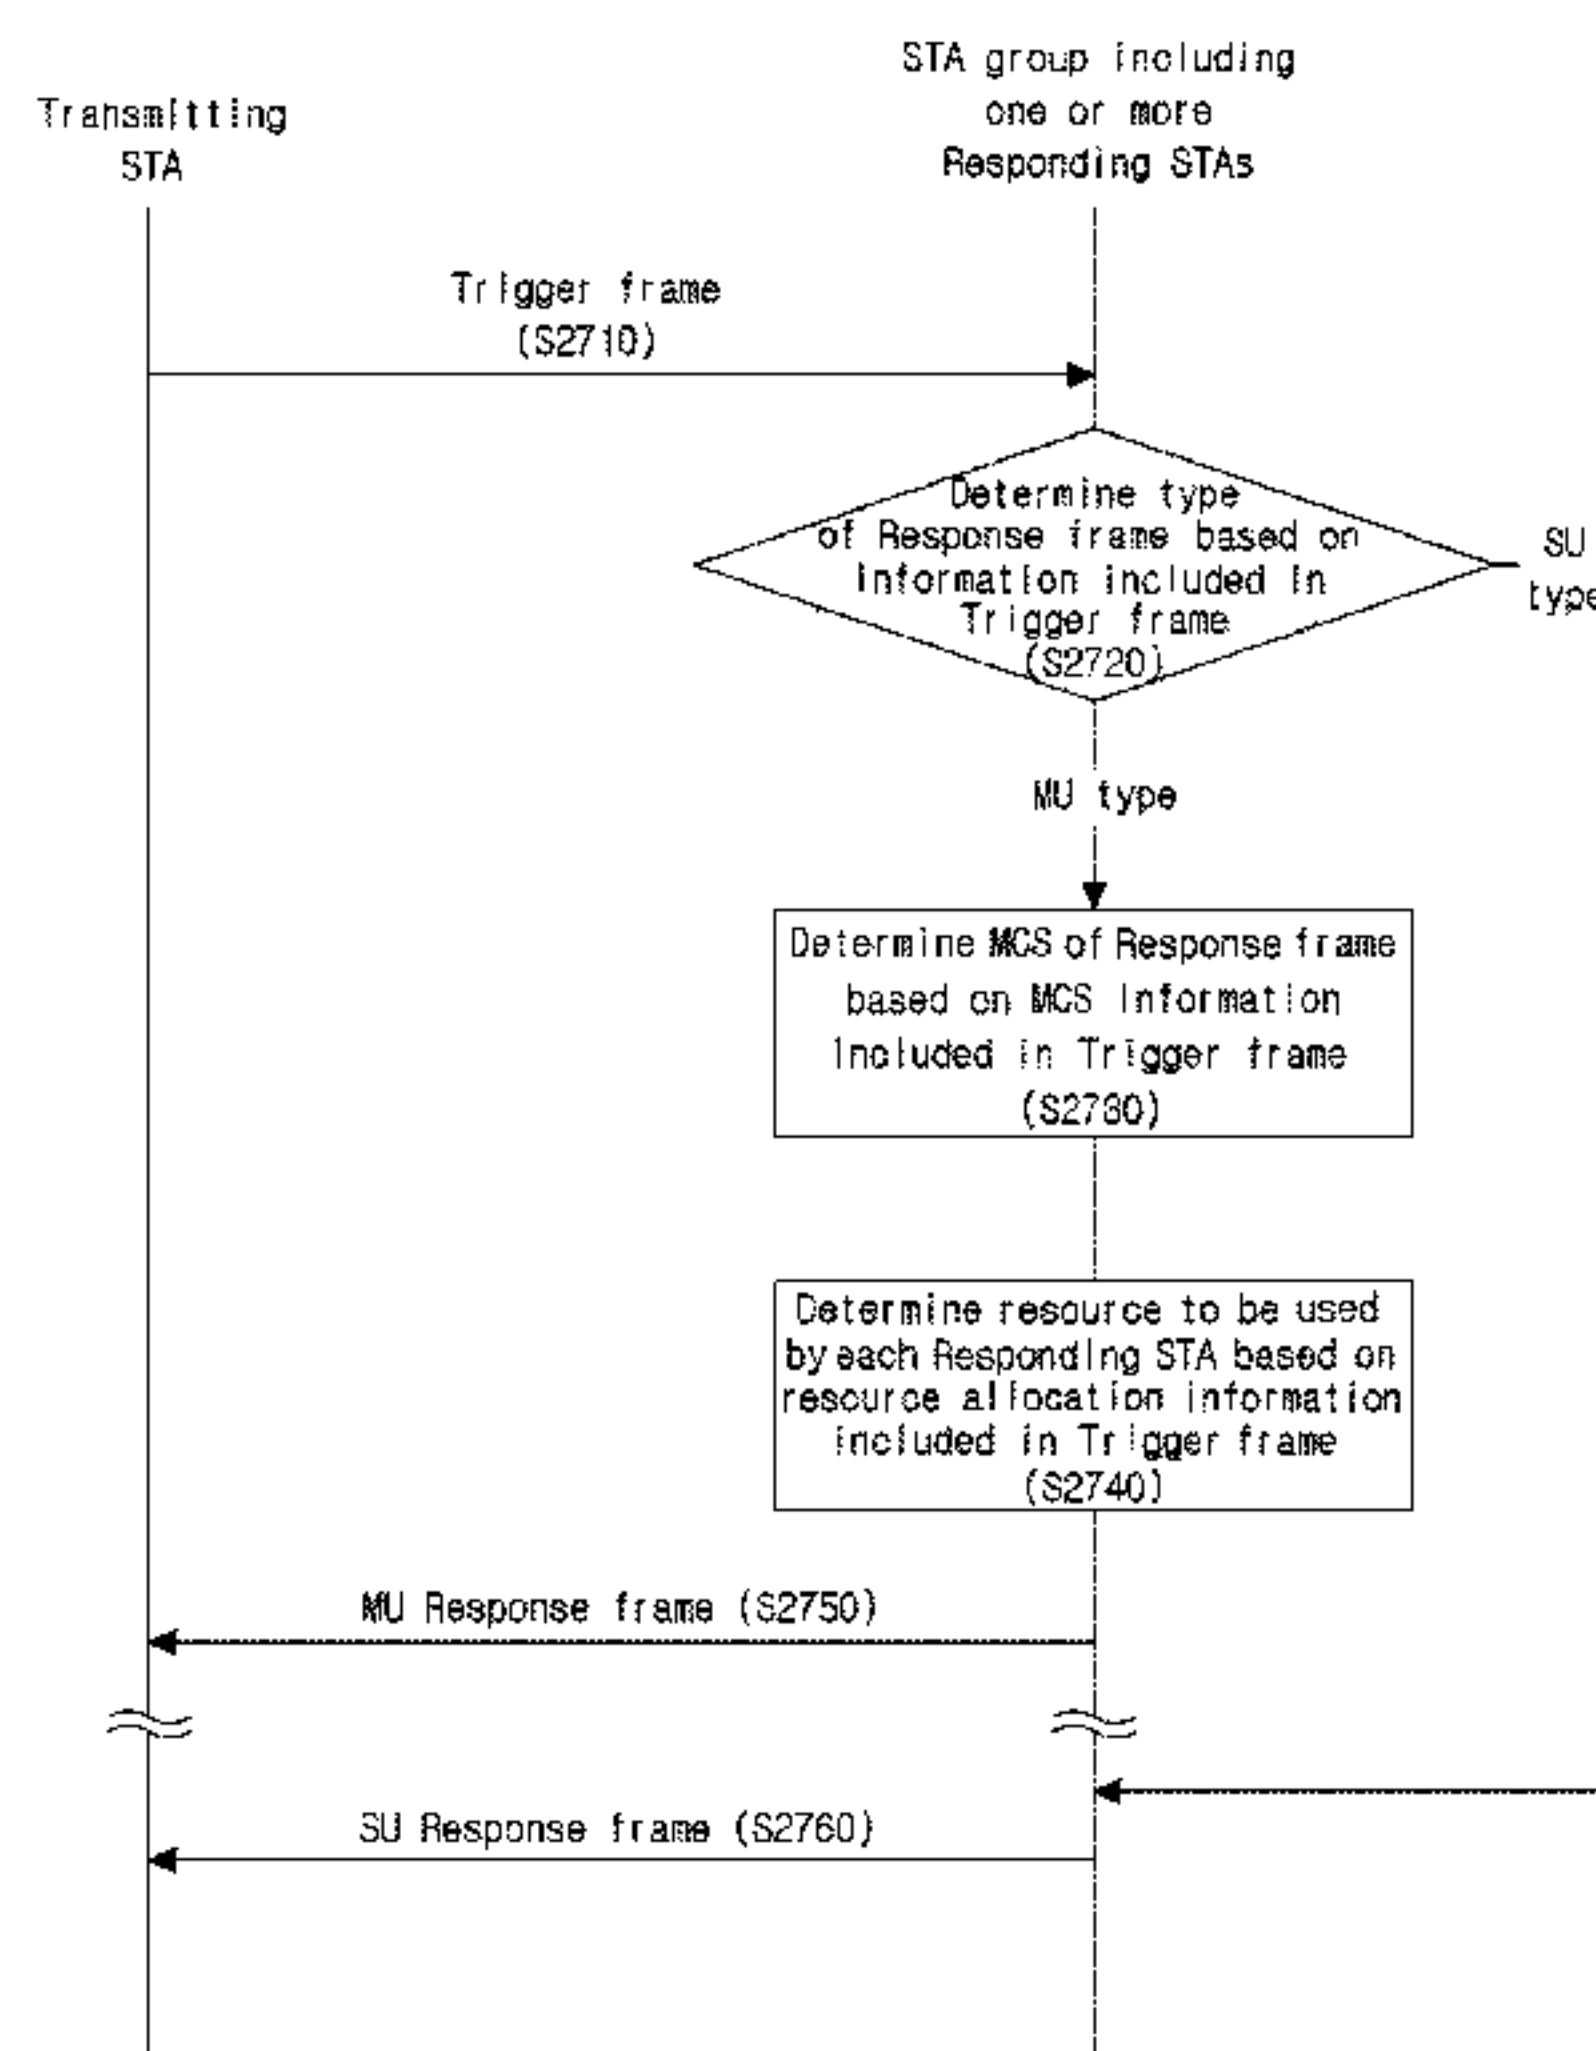 Transmitting
STA
STA group including
one or more
Responding STAs
Trigger frame
(S2710)
Determine type
of Response frame based on
information included in
Trigger frame
(S2720)
SU
type
MU type
Determine MCS of Response frame
based on MCS Information
included in Trigger frame
(S2730)
Determine resource to be used
by each Responding STA based on
resource allocation information
included in Trigger frame
(S2740)
MU Response frame (S2750)
SU Response frame (S2760)